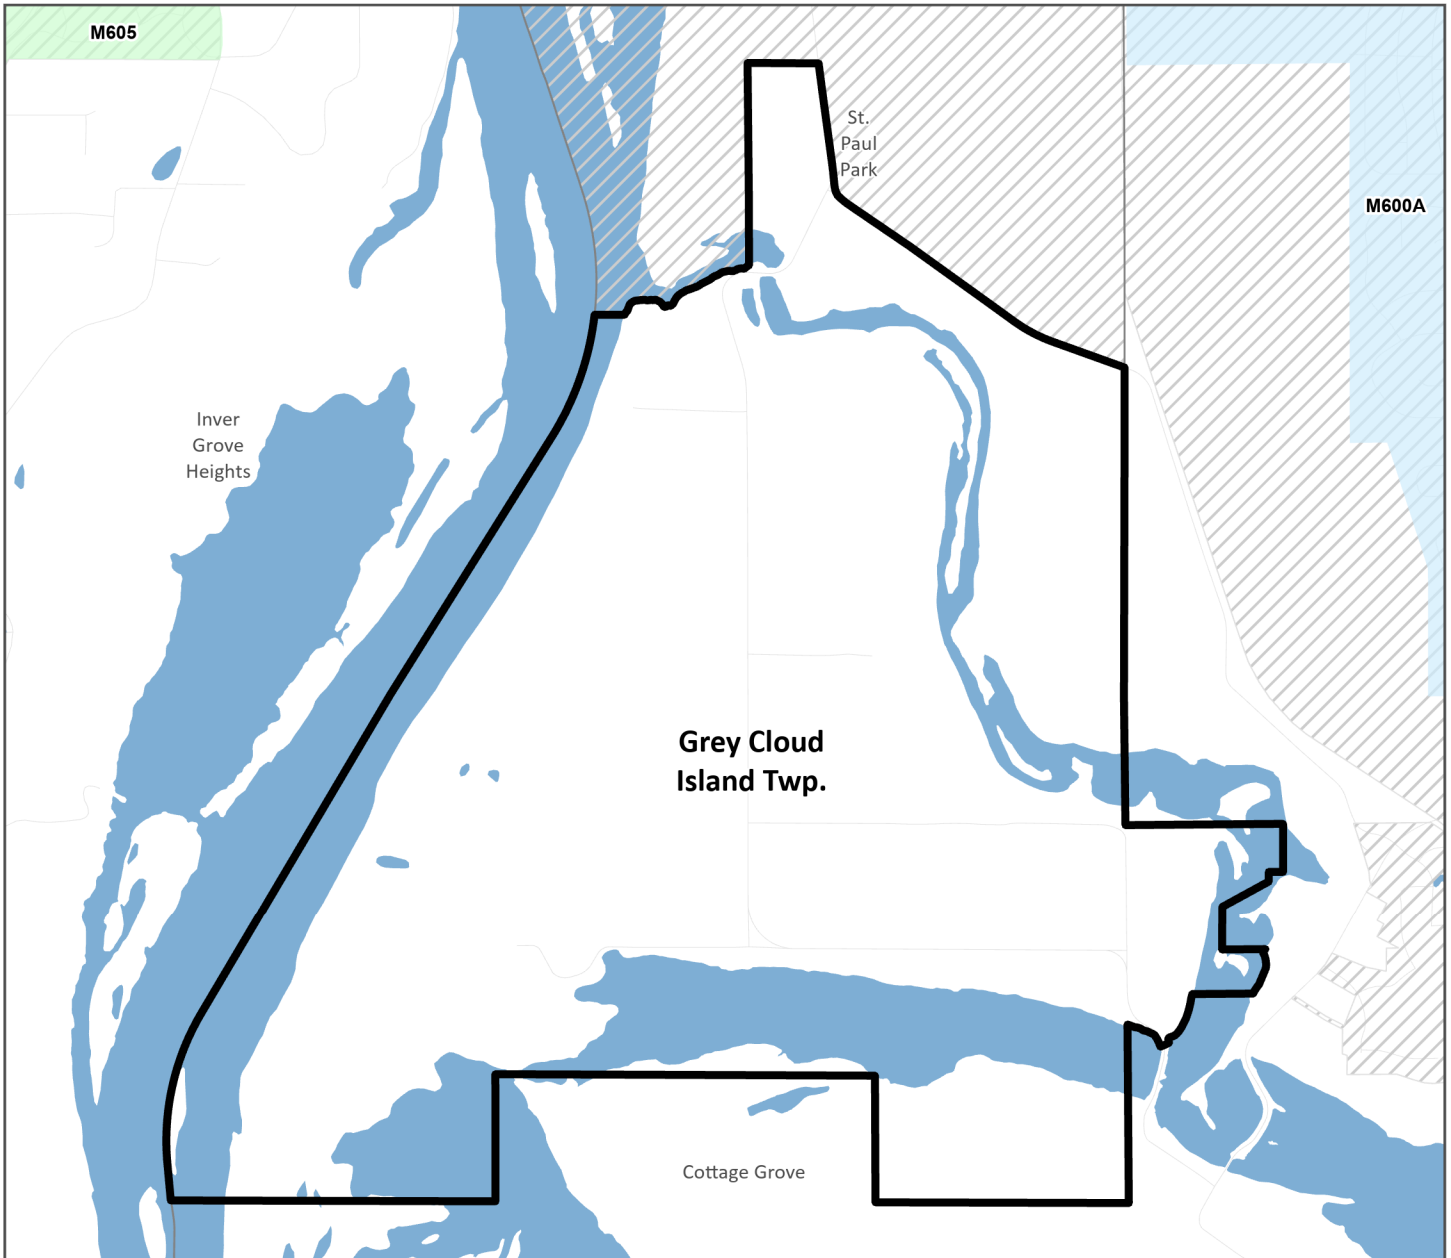 M605
St.
Paul
Park
M600A
Inver
Grove
Heights
Grey Cloud
Island Twp.
Cottage Grove